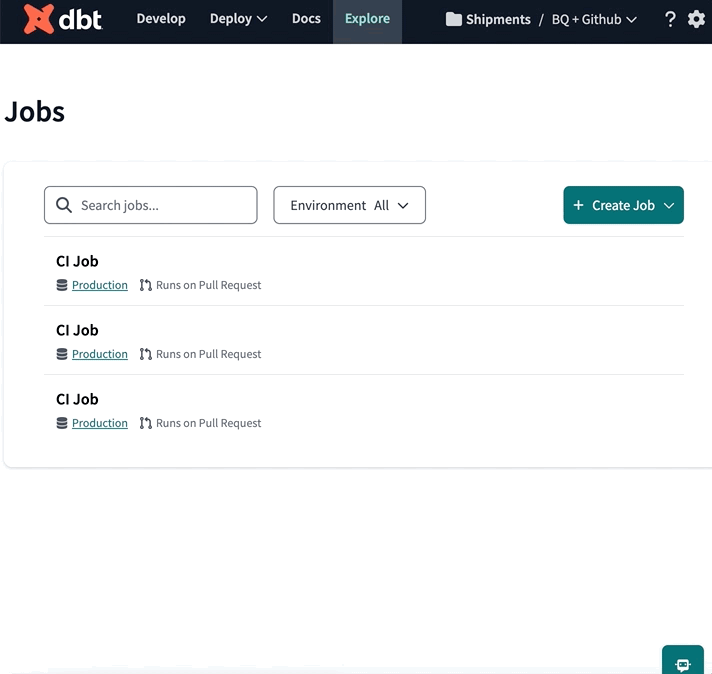 dbt Develop Deploy Docs Explore Shipments / BQ + Github ?
Jobs
Search jobs... Environment All + Create Job
CI Job
Production Runs on Pull Request
CI Job
Production Runs on Pull Request
CI Job
Production Runs on Pull Request